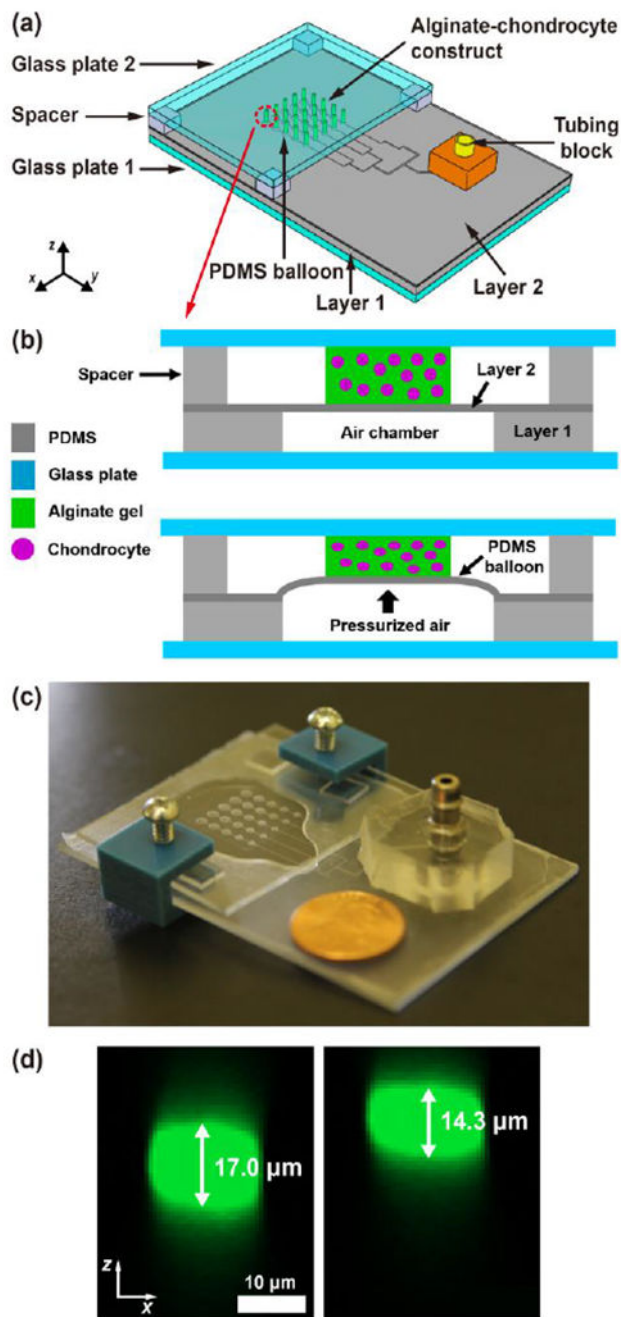 (a)
Alginate-chondrocyte
construct
Glass plate 2
Spacer
Glass plate 1
Tubing
block
z
x
y
PDMS balloon
Layer 1
Layer 2
(b)
Spacer
Layer 2
Air chamber
Layer 1
PDMS
Glass plate
Alginate gel
Chondrocyte
PDMS
balloon
Pressurized air
(c)
(d)
17.0 μm
14.3 μm
z
x
10 μm